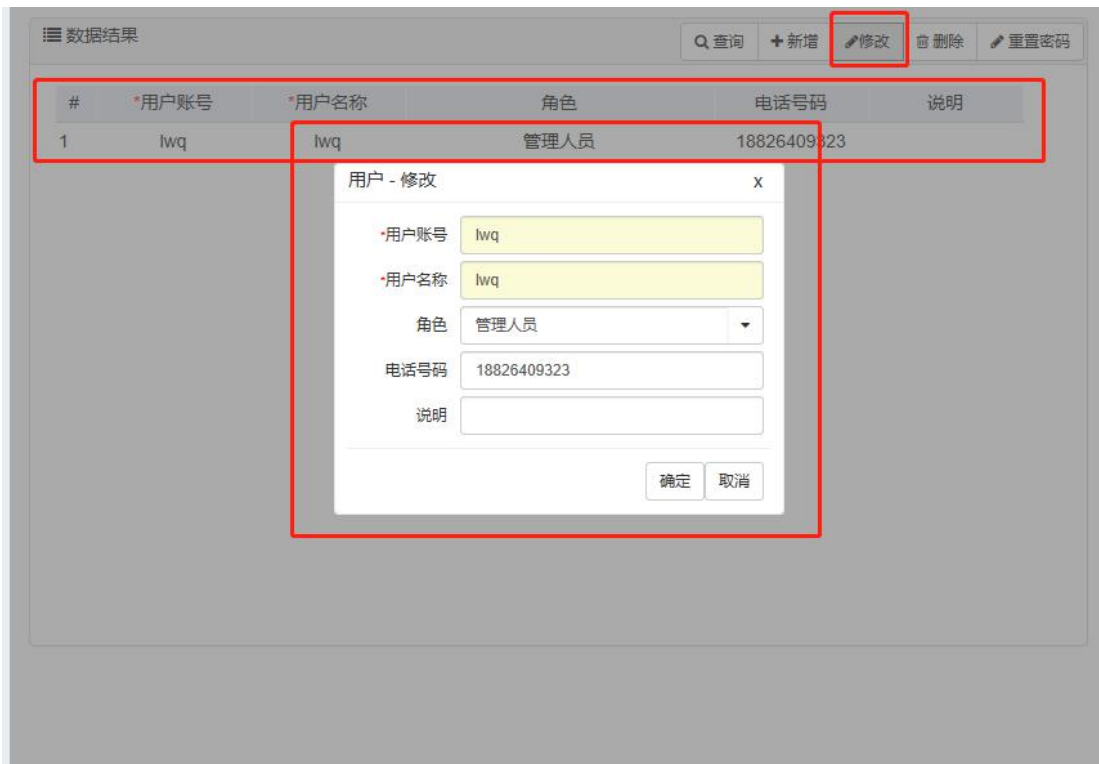 数据结果 查询 新增 修改 删除 重置密码
# *用户账号 *用户名称 角色 电话号码 说明
1 lwq lwq 管理人员 18826409323
用户 - 修改 x
*用户账号 lwq
*用户名称 lwq
角色 管理人员
电话号码 18826409323
说明
确定 取消